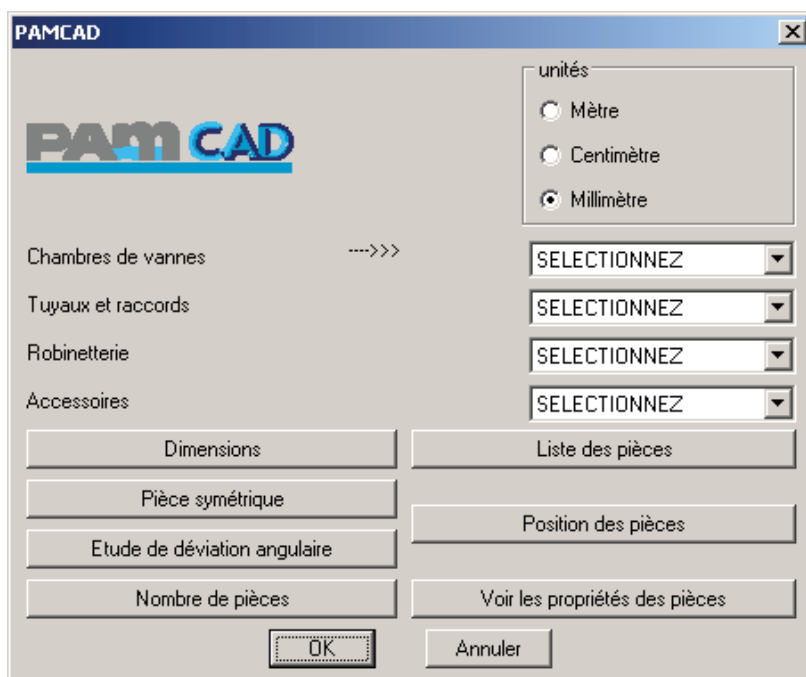 PAMCAD
unités
PAM CAD
Mètre
Centimètre
Millimètre
Chambres de vannes ---->>> SELECTIONNEZ
Tuyaux et raccords SELECTIONNEZ
Robinetterie SELECTIONNEZ
Accessoires SELECTIONNEZ
Dimensions Liste des pièces
Pièce symétrique
Position des pièces
Etude de déviation angulaire
Nombre de pièces Voir les propriétés des pièces
OK Annuler